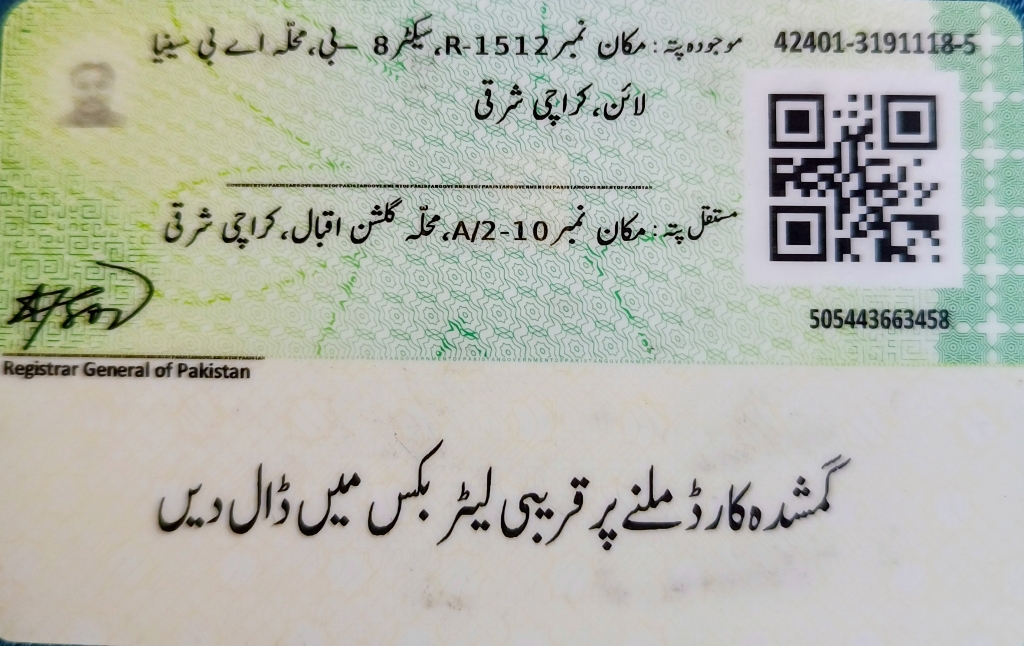 42401-3191118-5
موجودہ پتہ: مکان نمبر R-1512، سیکٹر 8 -بی، محلّہ اے بی سینیا
لائن، کراچی شرقی
مستقل پتہ: مکان نمبر A/2-10، محلّہ گلشن اقبال، کراچی شرقی
505443663458
Registrar General of Pakistan
گمشدہ کارڈ ملنے پر قریبی لیٹر بکس میں ڈال دیں